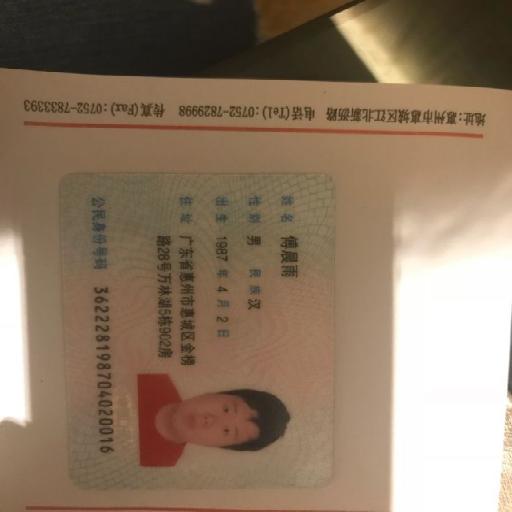 地址:惠州市惠城区江北新沥路 电话(Tel):0752-7829998 传真(Fax):0752-7833393
姓名 傅晨雨
性别 男 民族 汉
出生 1987 年 4 月 2 日
住址 广东省惠州市惠城区金榜
路28号万林湖5栋902房
公民身份号码 362228198704020016